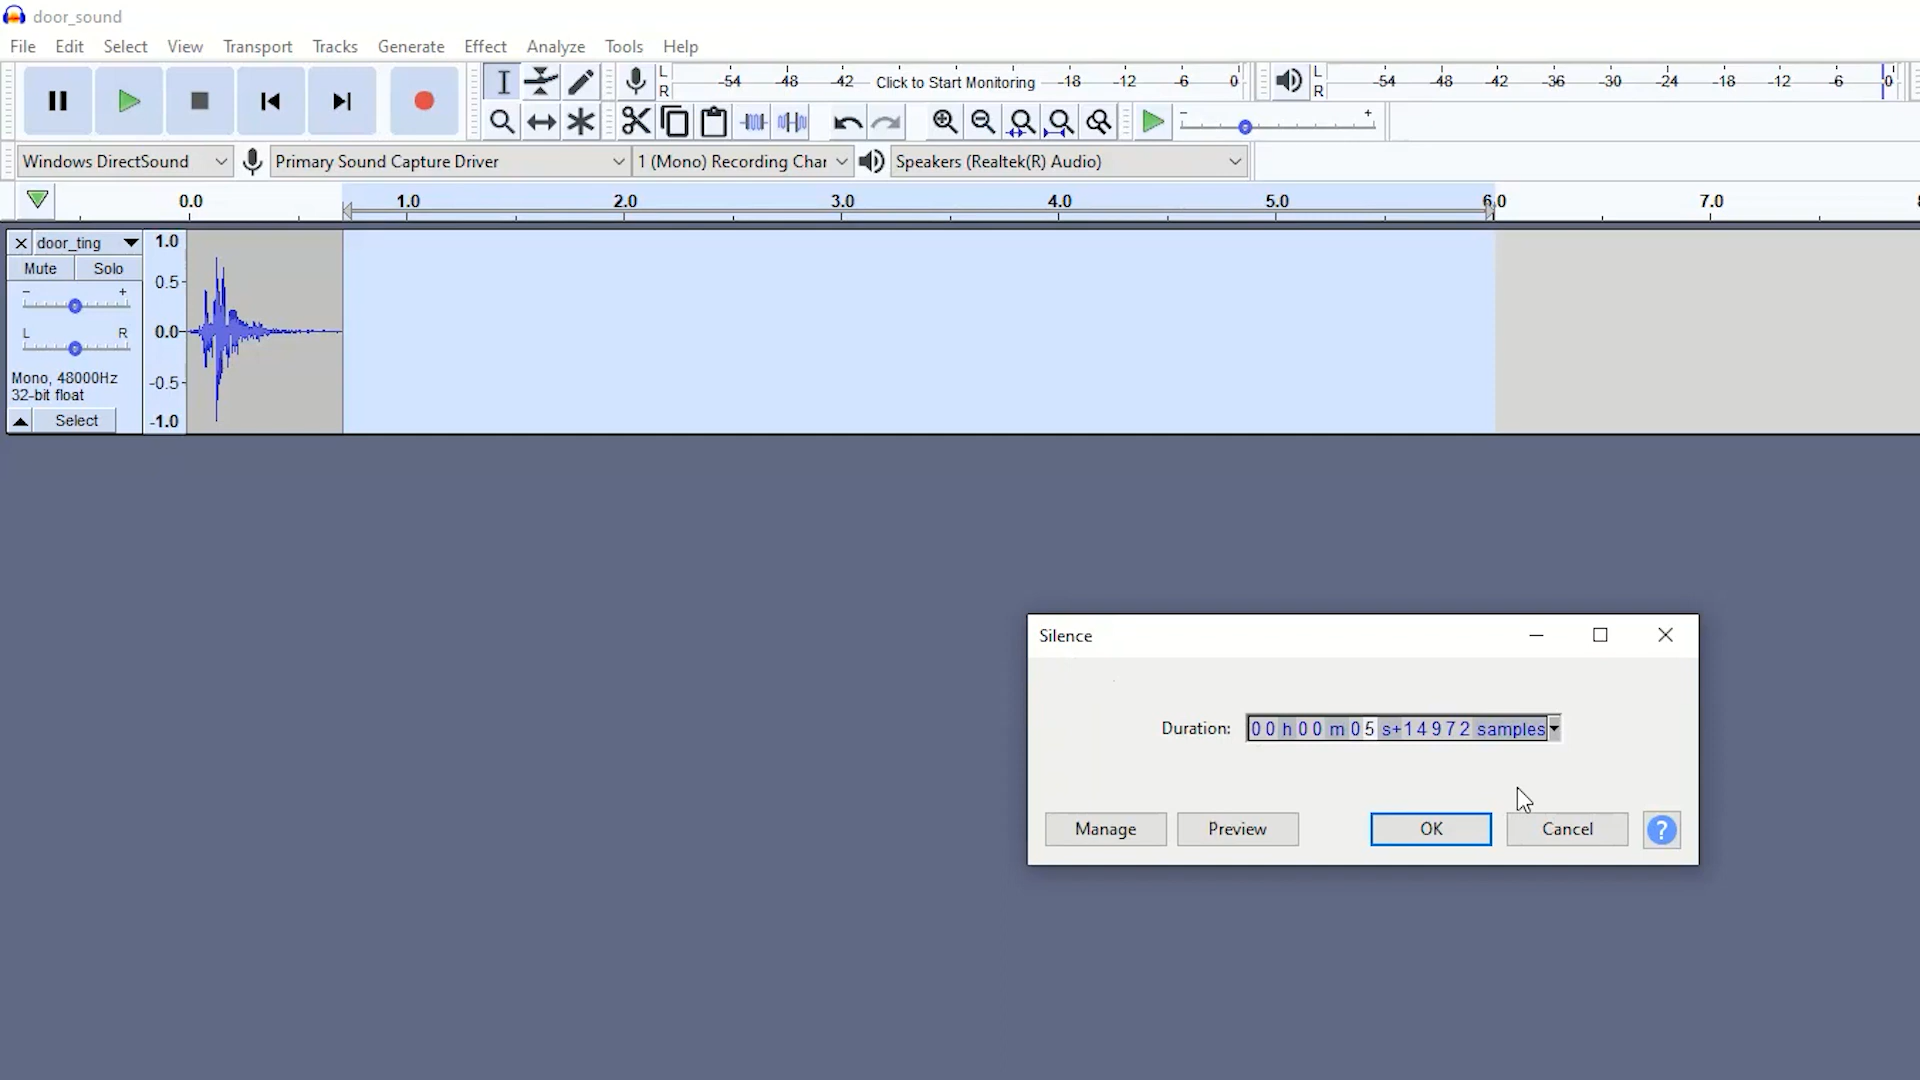 door_sound
File Edit Select View Transport Tracks Generate Effect Analyze Tools Help
L R -54 -48 -42 Click to Start Monitoring -18 -12 -6 0 L R -54 -48 -42 -36 -30 -24 -18 -12 -6 0
- +
Windows DirectSound Primary Sound Capture Driver 1 (Mono) Recording Char Speakers (Realtek(R) Audio)
0.0 1.0 2.0 3.0 4.0 5.0 6.0 7.0
door_ting 1.0
Mute Solo
0.5
- +
L R 0.0
Mono, 48000Hz -0.5
32-bit float
Select -1.0
Silence
Duration: 00 h 00 m 05 s+14972 samples
Manage Preview OK Cancel ?